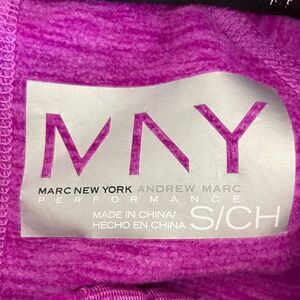 MNY
MARC NEW YORK ANDREW MARC
PERFORMANCE
MADE IN CHINA/
HECHO EN CHINA S/CH